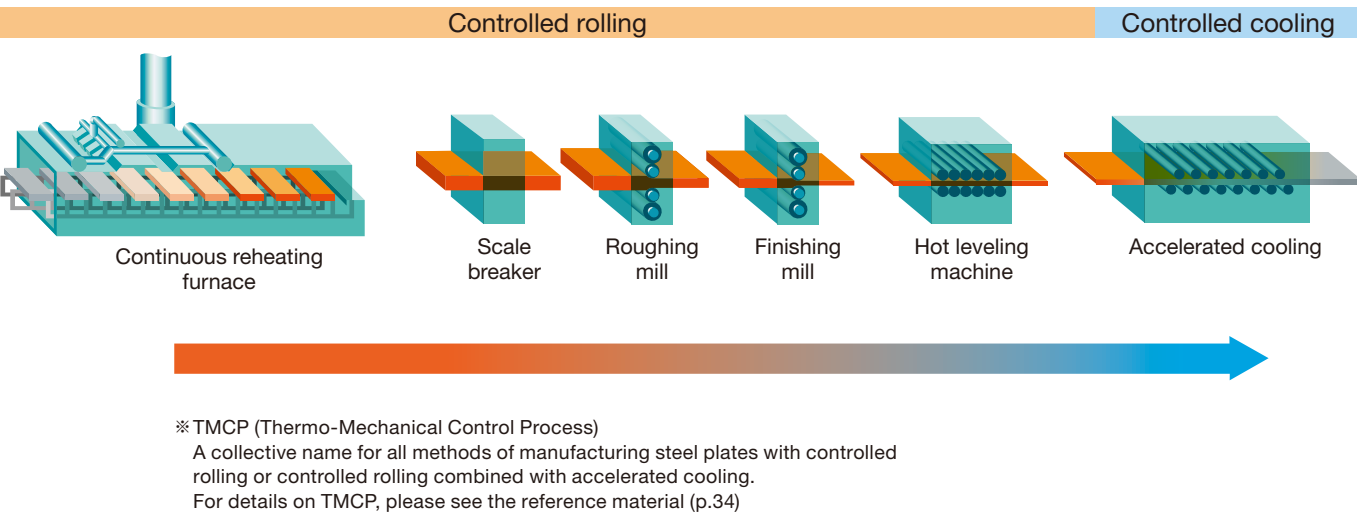 Controlled rolling
Controlled cooling
Continuous reheating
furnace
Scale
breaker
Roughing
mill
Finishing
mill
Hot leveling
machine
Accelerated cooling
※TMCP (Thermo-Mechanical Control Process)
A collective name for all methods of manufacturing steel plates with controlled
rolling or controlled rolling combined with accelerated cooling.
For details on TMCP, please see the reference material (p.34)